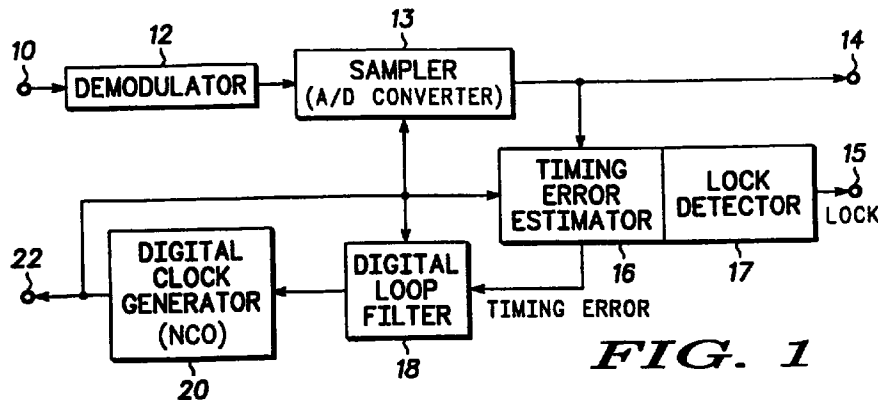 10
12
DEMODULATOR
13
SAMPLER
(A/D CONVERTER)
14
TIMING
ERROR
ESTIMATOR
16
LOCK
DETECTOR
17
15
LOCK
22
DIGITAL
CLOCK
GENERATOR
(NCO)
20
DIGITAL
LOOP
FILTER
18
TIMING ERROR
FIG. 1